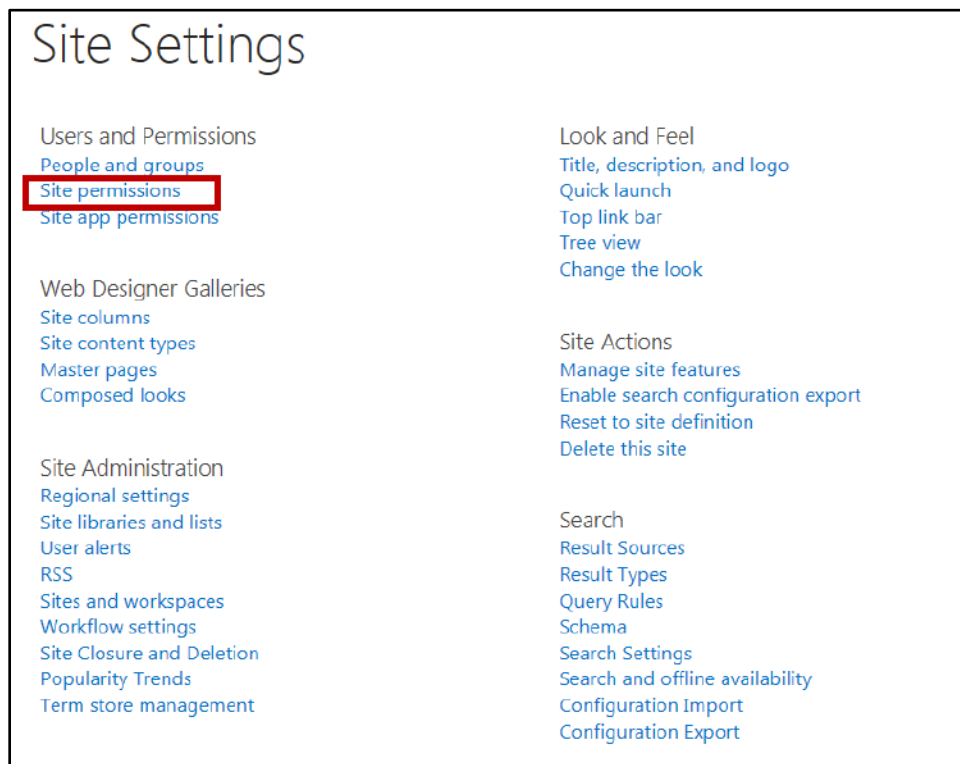 Site Settings
Users and Permissions
People and groups
Site permissions
Site app permissions
Web Designer Galleries
Site columns
Site content types
Master pages
Composed looks
Site Administration
Regional settings
Site libraries and lists
User alerts
RSS
Sites and workspaces
Workflow settings
Site Closure and Deletion
Popularity Trends
Term store management
Look and Feel
Title, description, and logo
Quick launch
Top link bar
Tree view
Change the look
Site Actions
Manage site features
Enable search configuration export
Reset to site definition
Delete this site
Search
Result Sources
Result Types
Query Rules
Schema
Search Settings
Search and offline availability
Configuration Import
Configuration Export